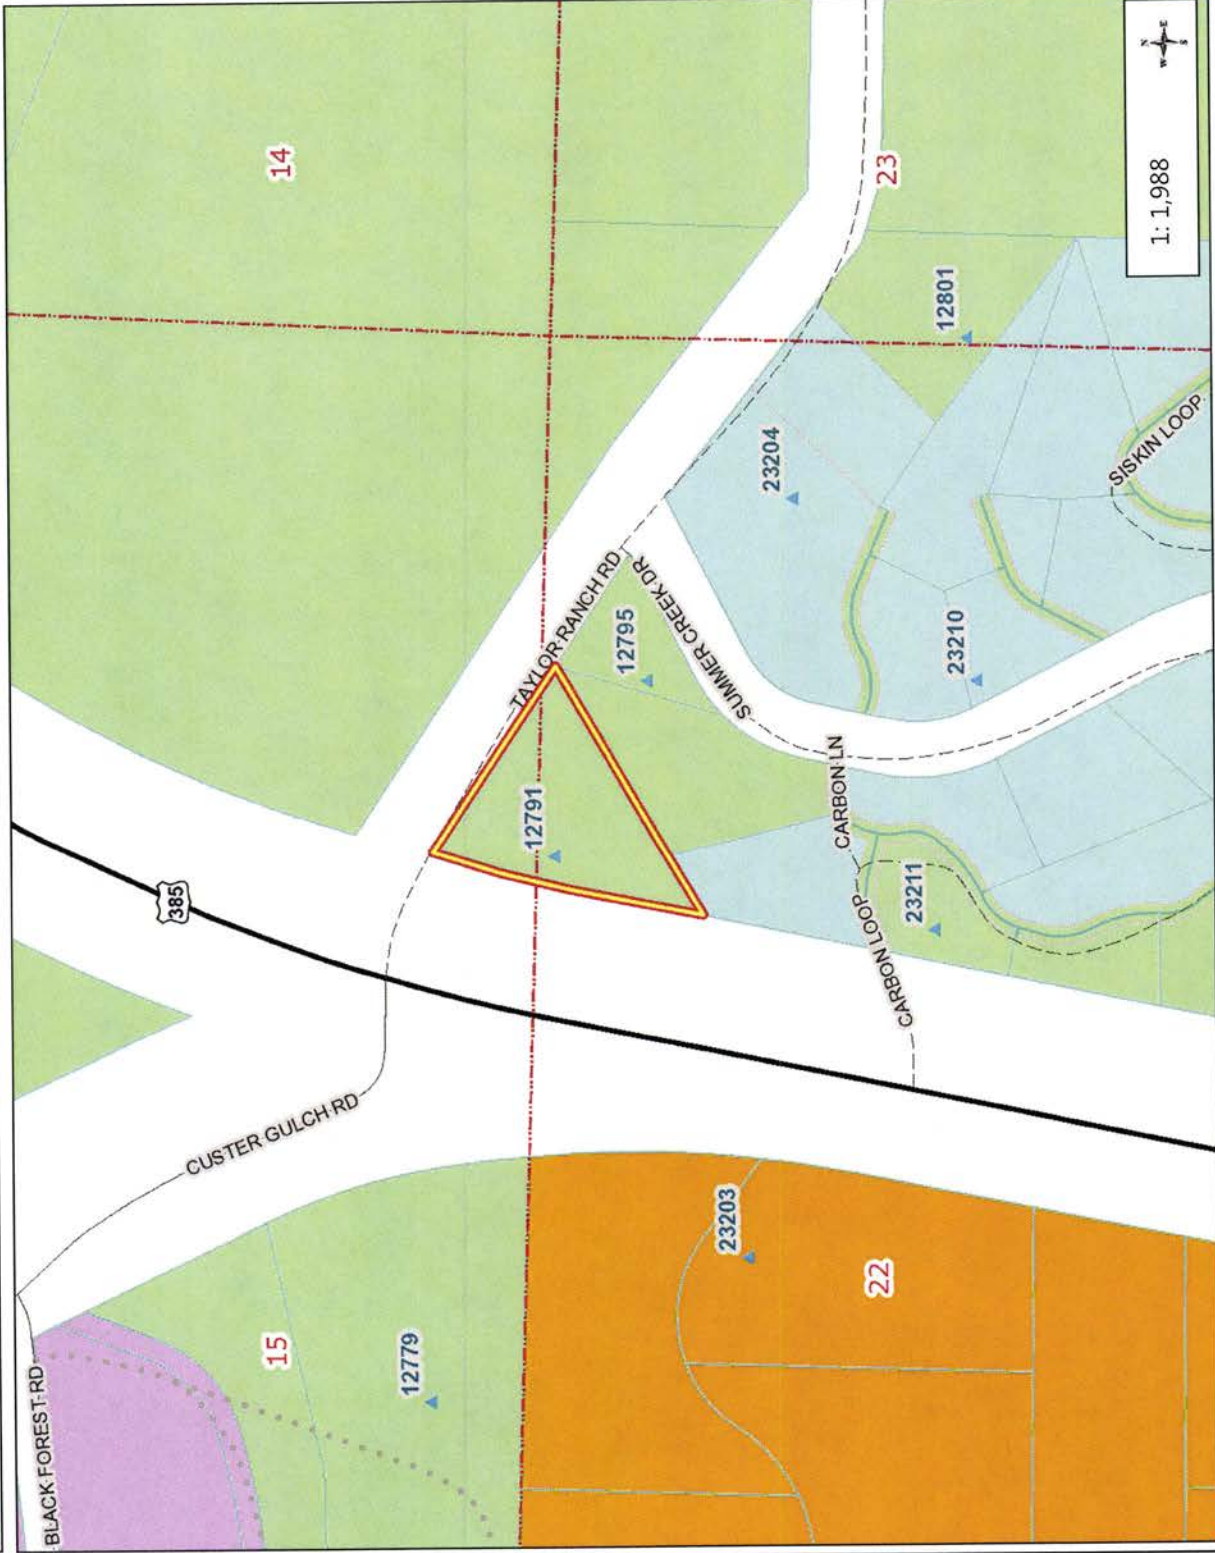 BLACK FOREST RD
385
CUSTER GULCH RD
15
14
12779
12791
TAYLOR RANCH RD
12795
SUMMER CREEK DR
23203
23204
CARBON LN
22
CARBON LOOP
23
23211
12801
23210
SISKIN LOOP
1: 1,988
N
W E
S